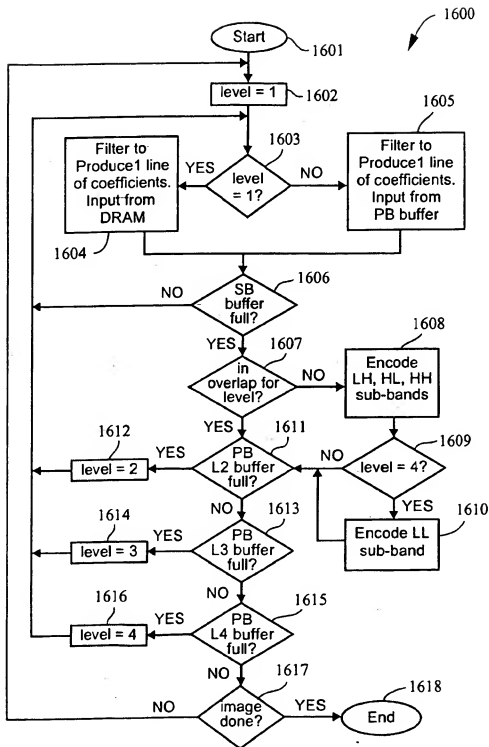 1600
Start
1601
level = 1
1602
1603
1605
Filter to
Produce1 line
of coefficients.
Input from
DRAM
YES
level
= 1?
NO
Filter to
Produce1 line
of coefficients.
Input from
PB buffer
1604
1606
NO
SB
buffer
full?
YES
1607
1608
in
overlap for
level?
NO
Encode
LH, HL, HH
sub-bands
YES
1611
1612
level = 2
YES
PB
L2 buffer
full?
NO
level = 4?
1609
NO
1613
YES
1610
1614
level = 3
YES
PB
L3 buffer
full?
Encode LL
sub-band
NO
1615
1616
level = 4
YES
PB
L4 buffer
full?
NO
1617
1618
NO
image
done?
YES
End